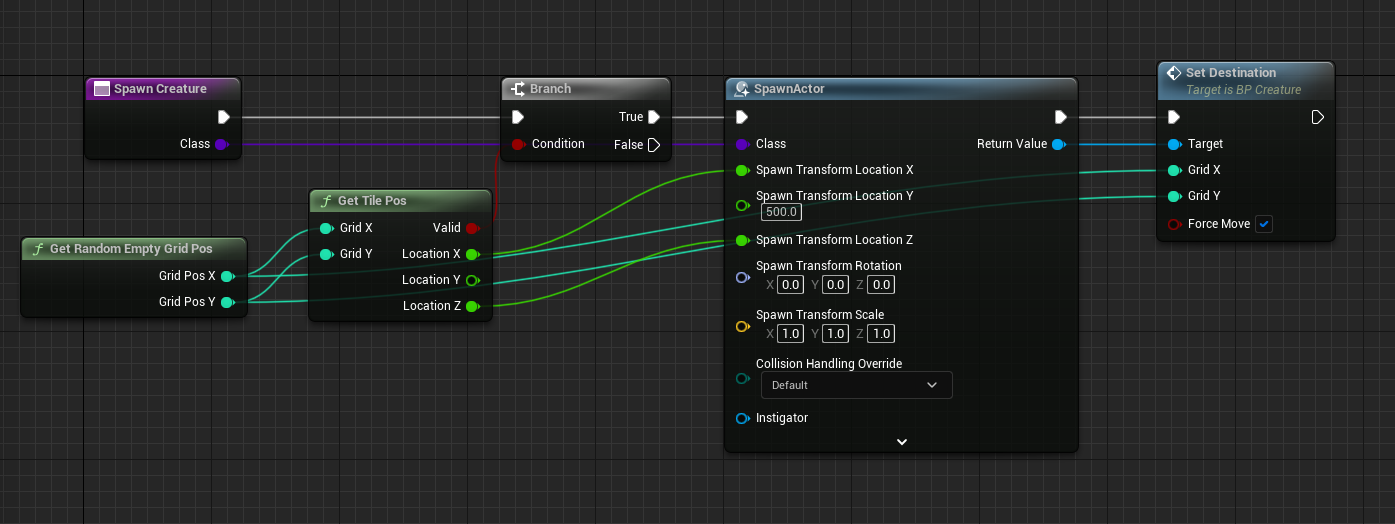 Spawn Creature
Class
Get Random Empty Grid Pos
Grid Pos X
Grid Pos Y
Get Tile Pos
Grid X Valid
Grid Y Location X
Location Y
Location Z
Branch
True
Condition False
SpawnActor
Class Return Value
Spawn Transform Location X
Spawn Transform Location Y
500.0
Spawn Transform Location Z
Spawn Transform Rotation
X 0.0 Y 0.0 Z 0.0
Spawn Transform Scale
X 1.0 Y 1.0 Z 1.0
Collision Handling Override
Default
Instigator
Set Destination
Target is BP Creature
Target
Grid X
Grid Y
Force Move